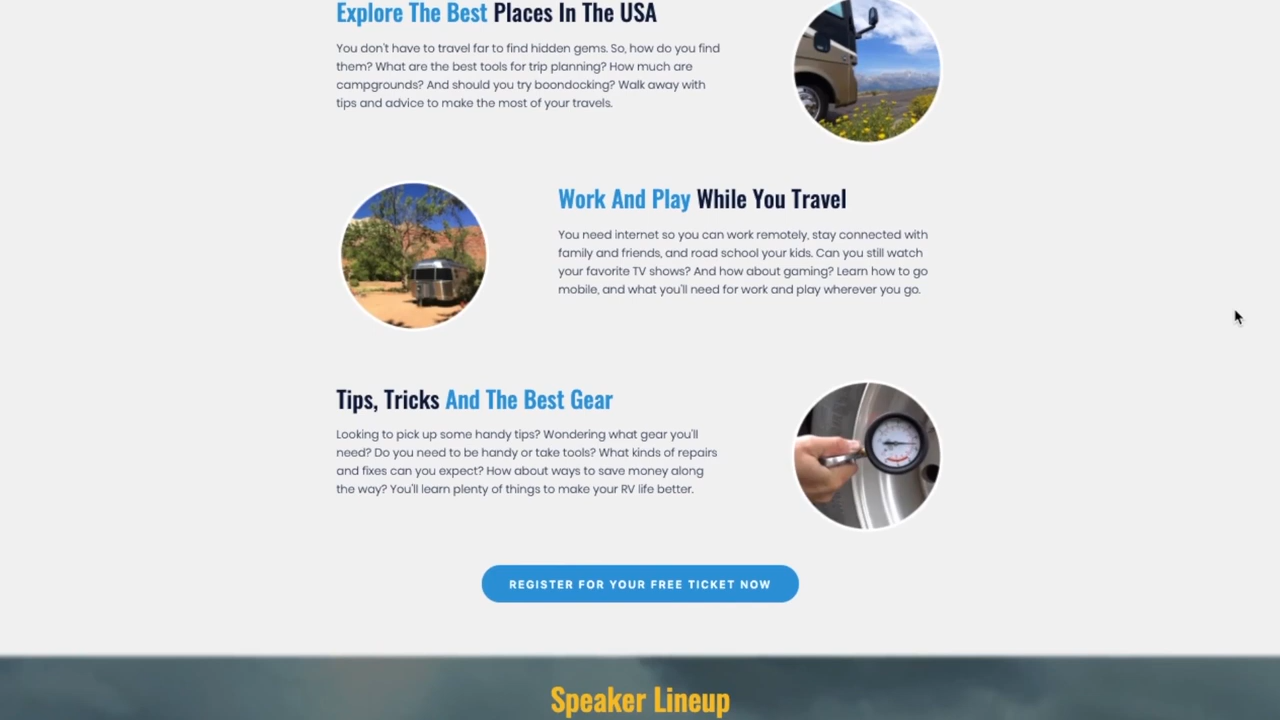 Explore The Best Places In The USA
You don't have to travel far to find hidden gems. So, how do you find
them? What are the best tools for trip planning? How much are
campgrounds? And should you try boondocking? Walk away with
tips and advice to make the most of your travels.
Work And Play While You Travel
You need internet so you can work remotely, stay connected with
family and friends, and road school your kids. Can you still watch
your favorite TV shows? And how about gaming? Learn how to go
mobile, and what you'll need for work and play wherever you go.
Tips, Tricks And The Best Gear
Looking to pick up some handy tips? Wondering what gear you'll
need? Do you need to be handy or take tools? What kinds of repairs
and fixes can you expect? How about ways to save money along
the way? You'll learn plenty of things to make your RV life better.
REGISTER FOR YOUR FREE TICKET NOW
Speaker Lineup